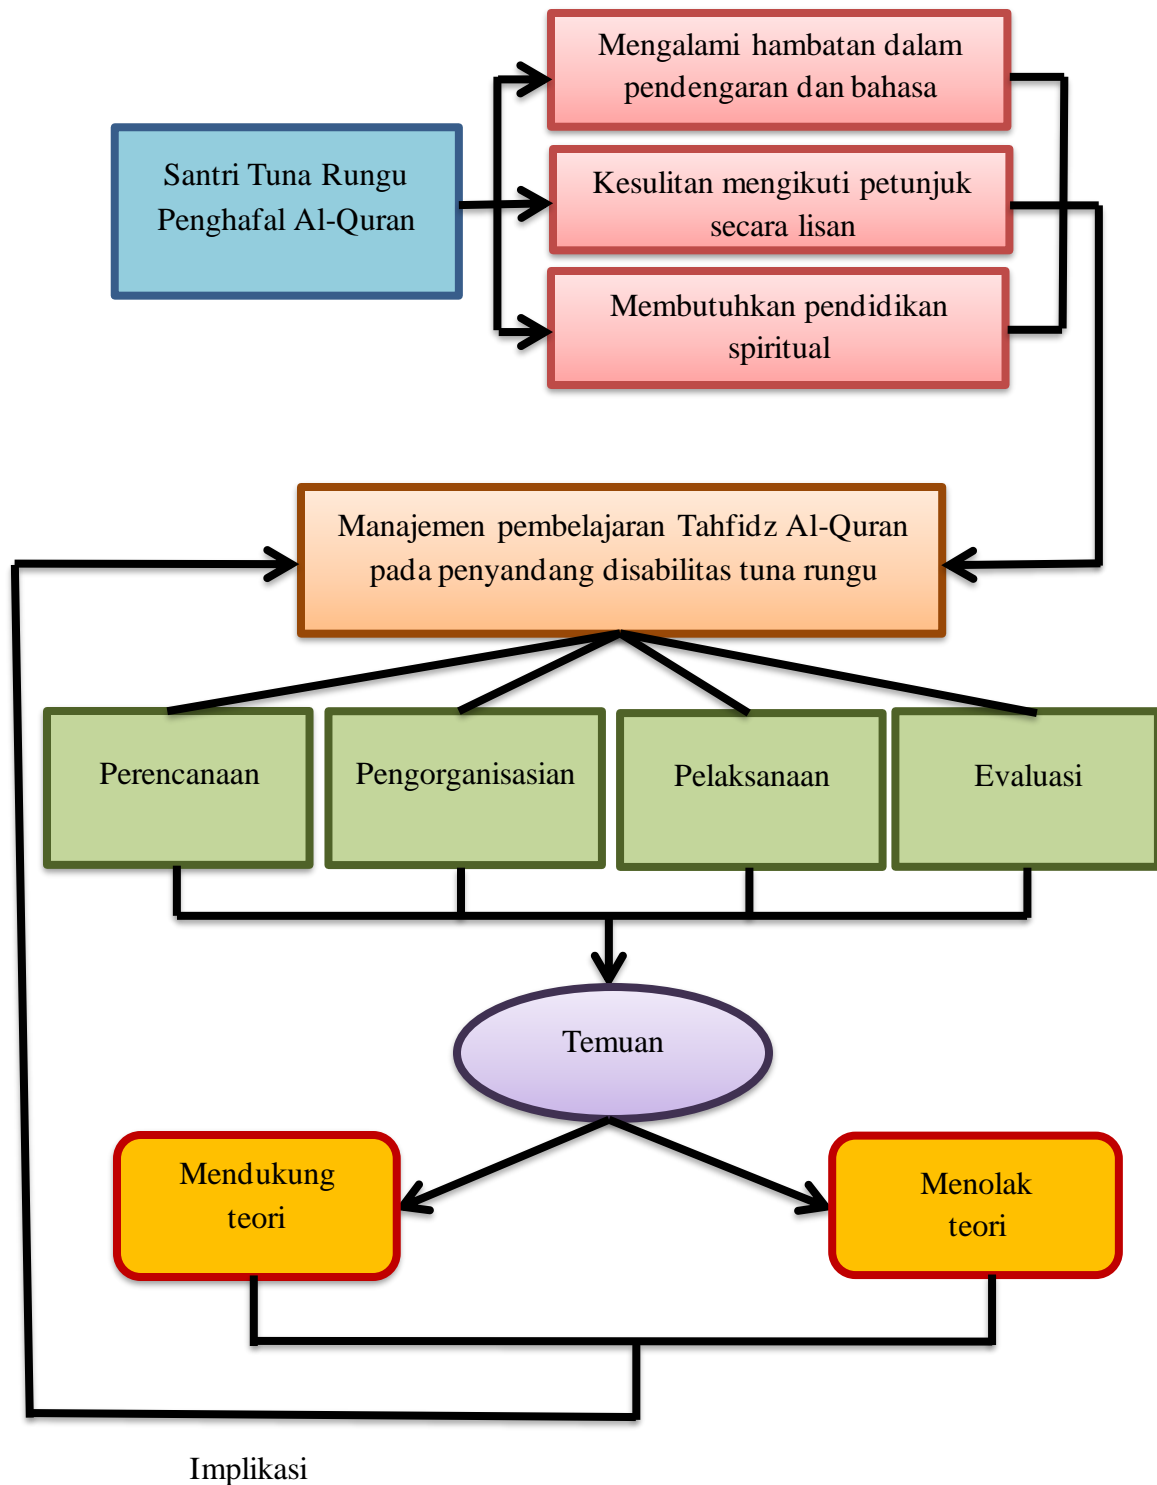 Mengalami hambatan dalam
pendengaran dan bahasa
Santri Tuna Rungu
Penghafal Al-Quran
Kesulitan mengikuti petunjuk
secara lisan
Membutuhkan pendidikan
spiritual
Manajemen pembelajaran Tahfidz Al-Quran
pada penyandang disabilitas tuna rungu
Perencanaan
Pengorganisasian
Pelaksanaan
Evaluasi
Temuan
Mendukung
teori
Menolak
teori
Implikasi